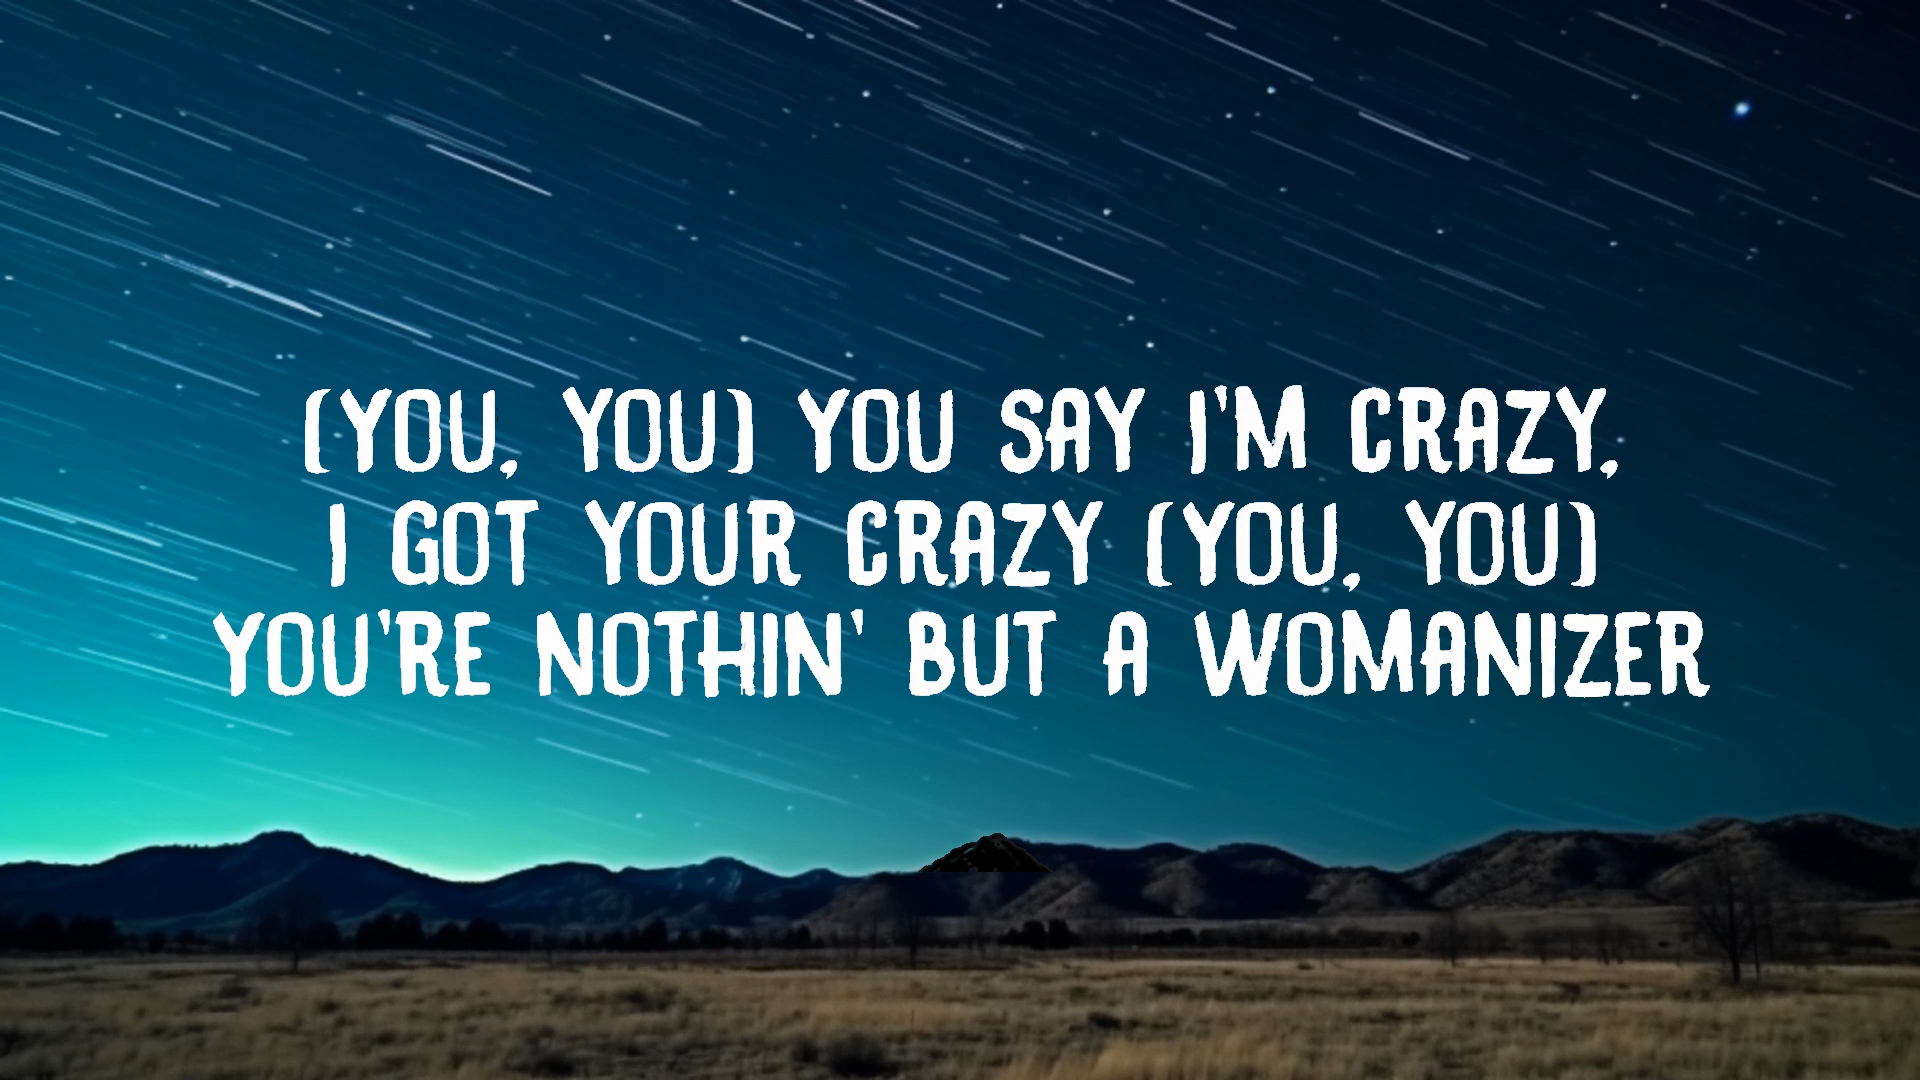 (YOU, YOU) YOU SAY I'M CRAZY,
I GOT YOUR CRAZY (YOU, YOU)
YOU'RE NOTHIN' BUT A WOMANIZER